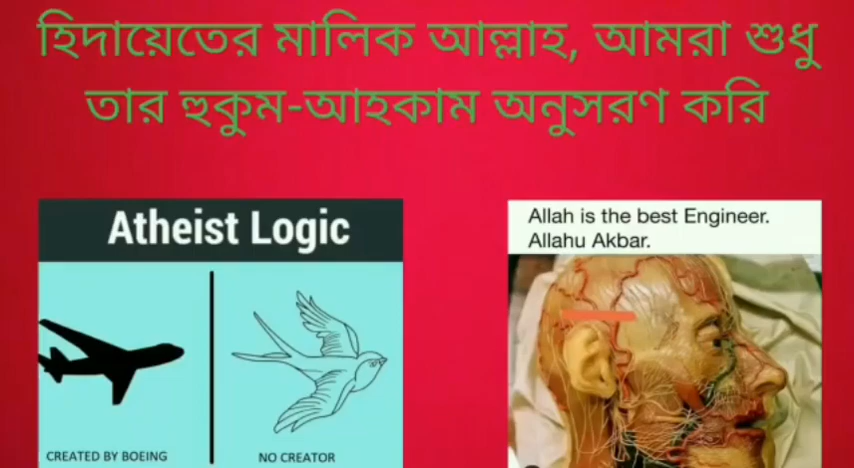 হিদায়েতের মালিক আল্লাহ, আমরা শুধু
তার হুকুম-আহকাম অনুসরণ করি
Atheist Logic
CREATED BY BOEING
NO CREATOR
Allah is the best Engineer.
Allahu Akbar.